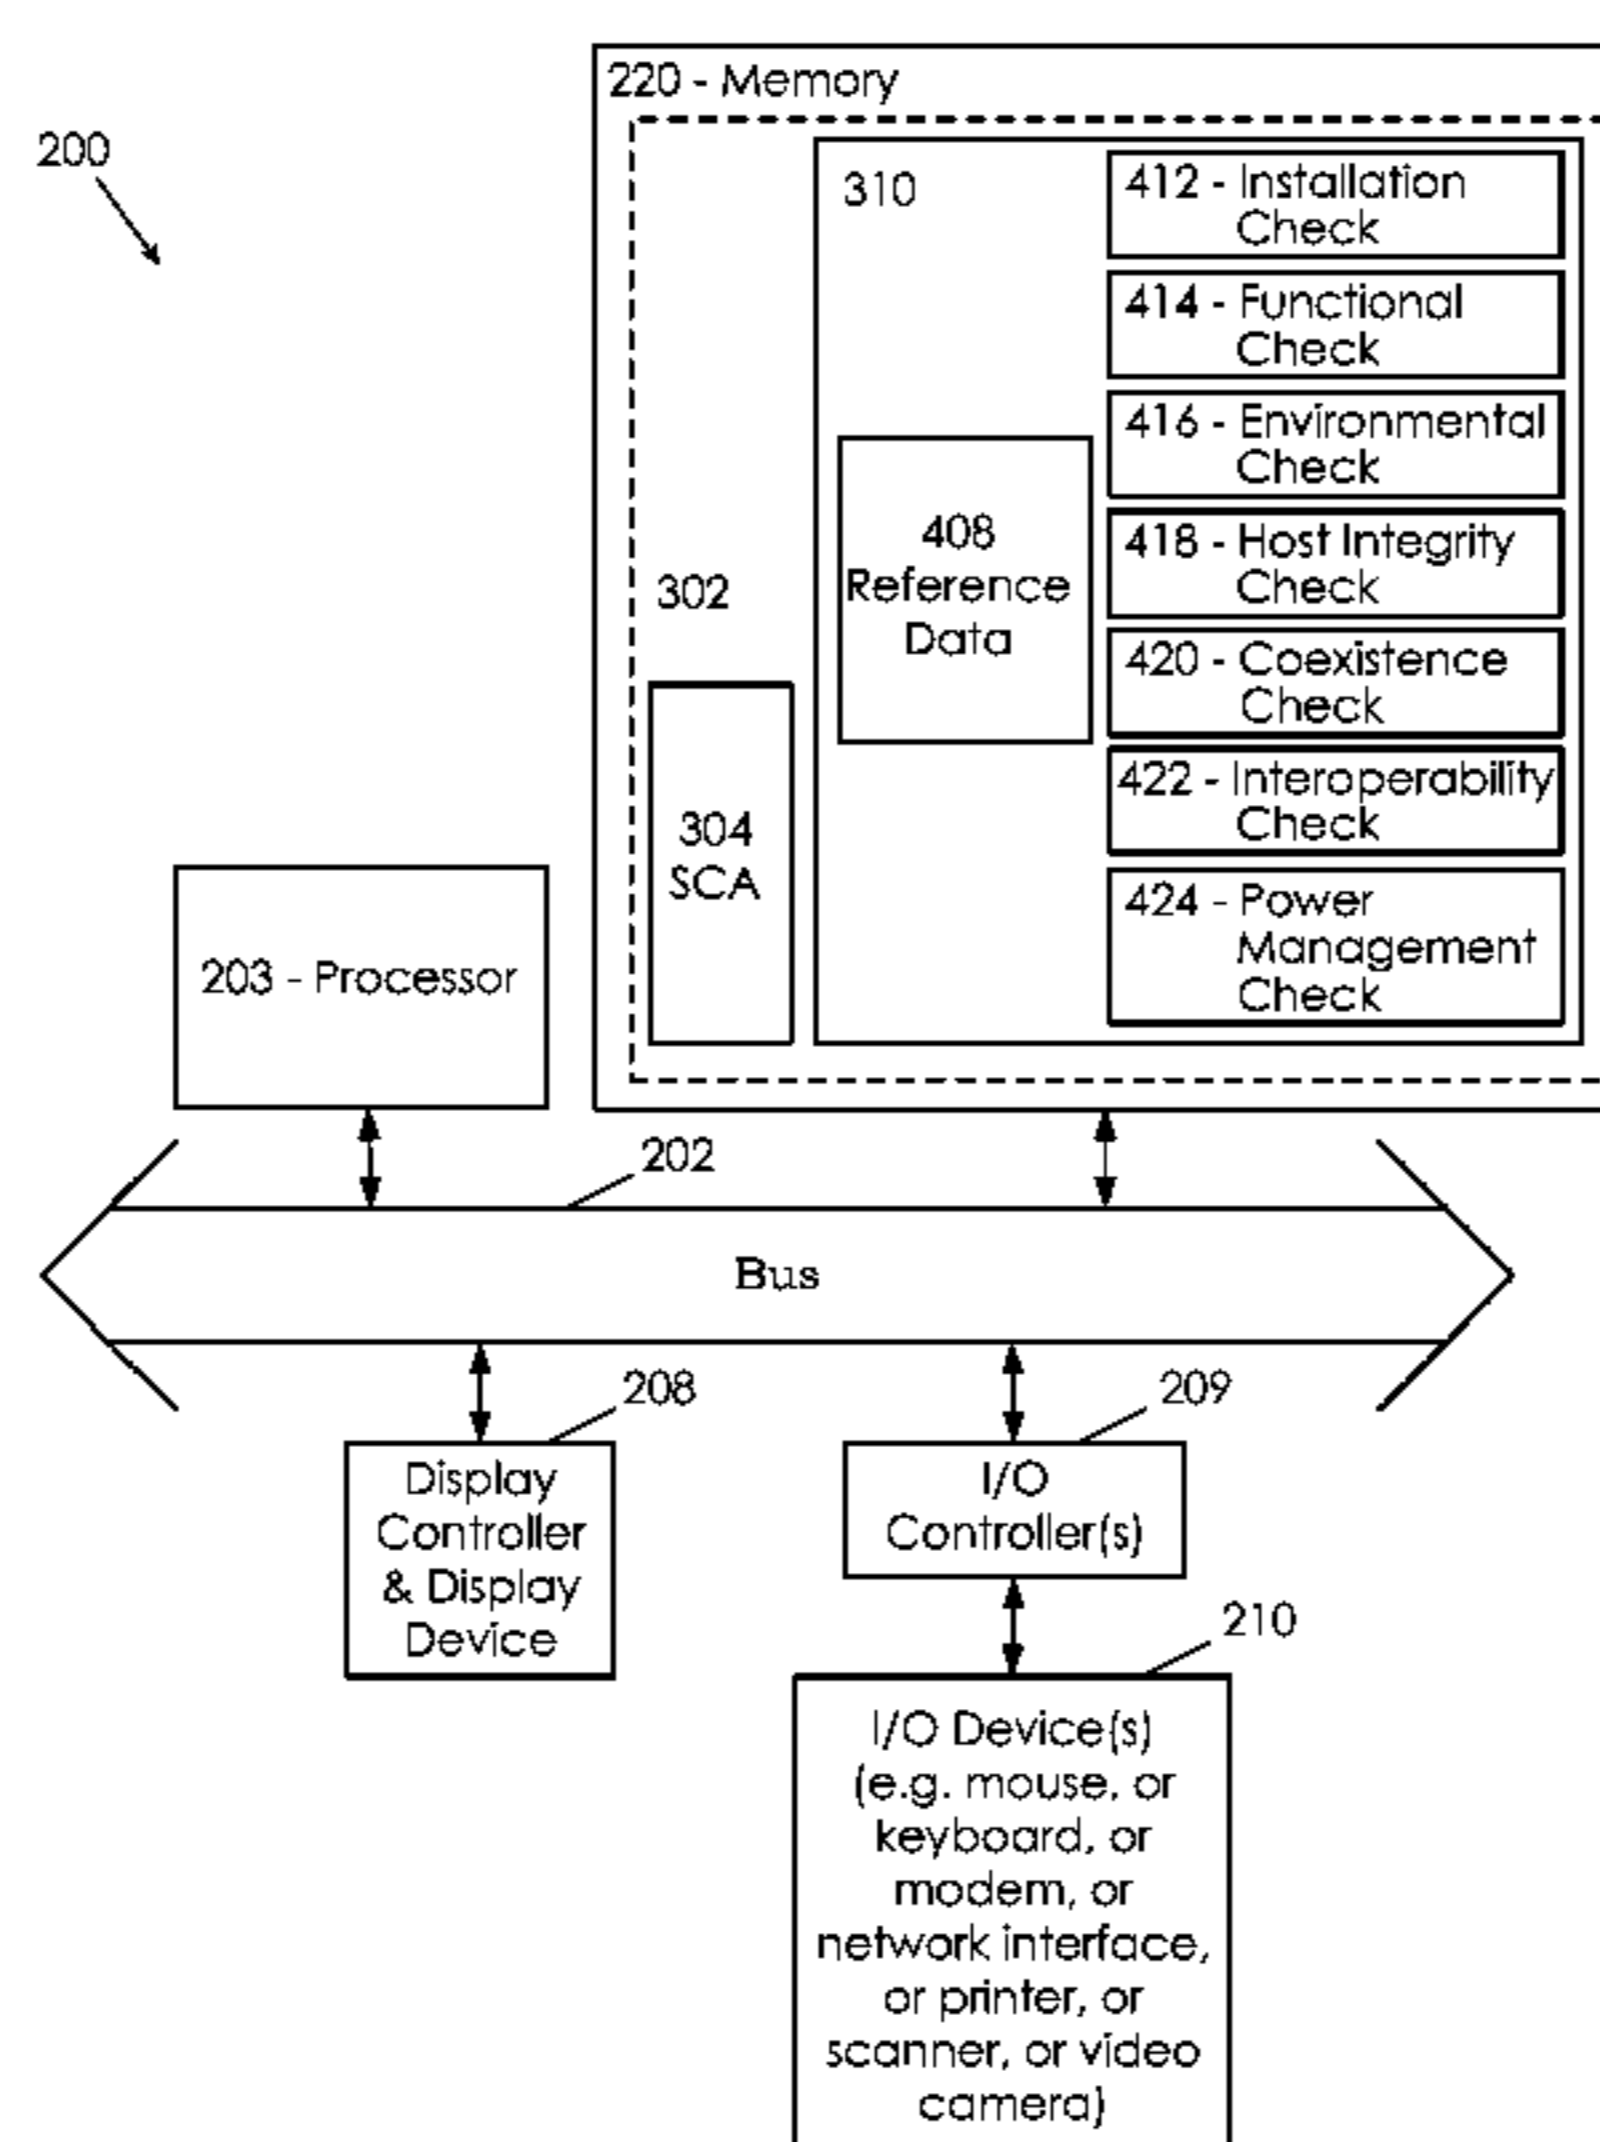 220 - Memory
200
310
412 - Installation
Check
414 - Functional
Check
416 - Environmental
Check
408
Reference
Data
418 - Host Integrity
Check
302
420 - Coexistence
Check
422 - Interoperability
Check
304
SCA
424 - Power
Management
Check
203 - Processor
202
Bus
208
209
Display
Controller
& Display
Device
I/O
Controller(s)
210
I/O Device(s)
(e.g. mouse, or
keyboard, or
modem, or
network interface,
or printer, or
scanner, or video
camera)